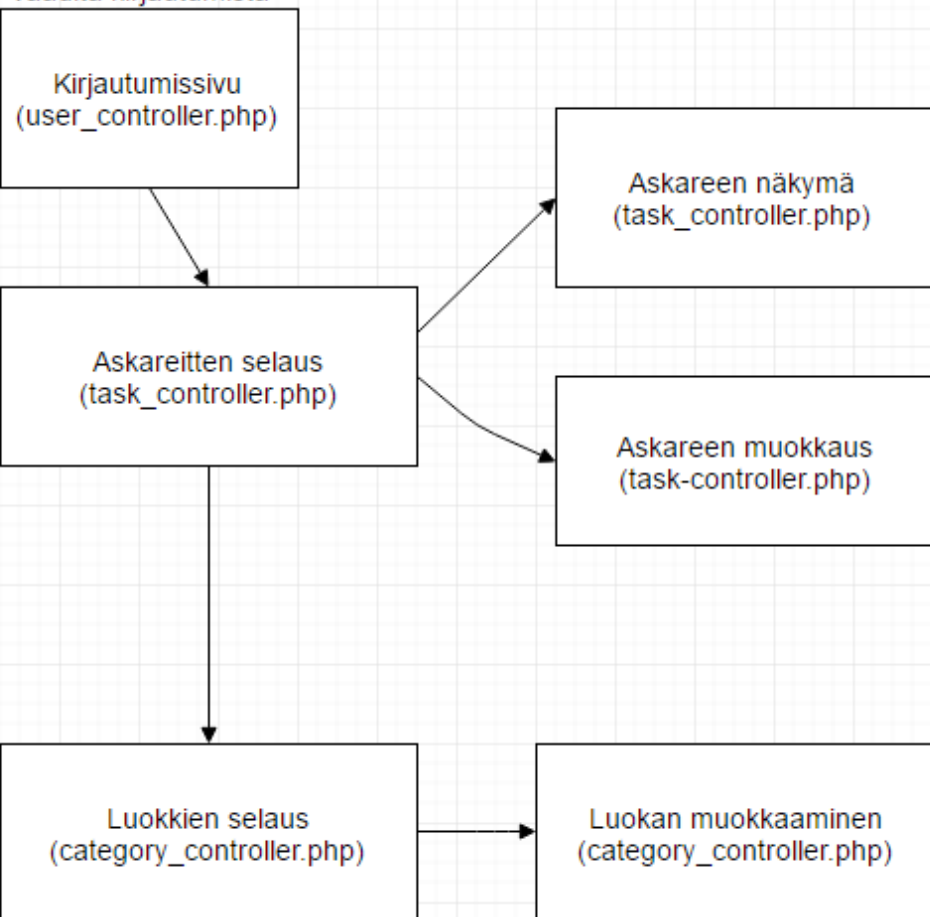 Kirjautumissivu
(user_controller.php)
Askareen näkymä
(task_controller.php)
Askareitten selaus
(task_controller.php)
Askareen muokkaus
(task-controller.php)
Luokkien selaus
(category_controller.php)
Luokan muokkaaminen
(category_controller.php)